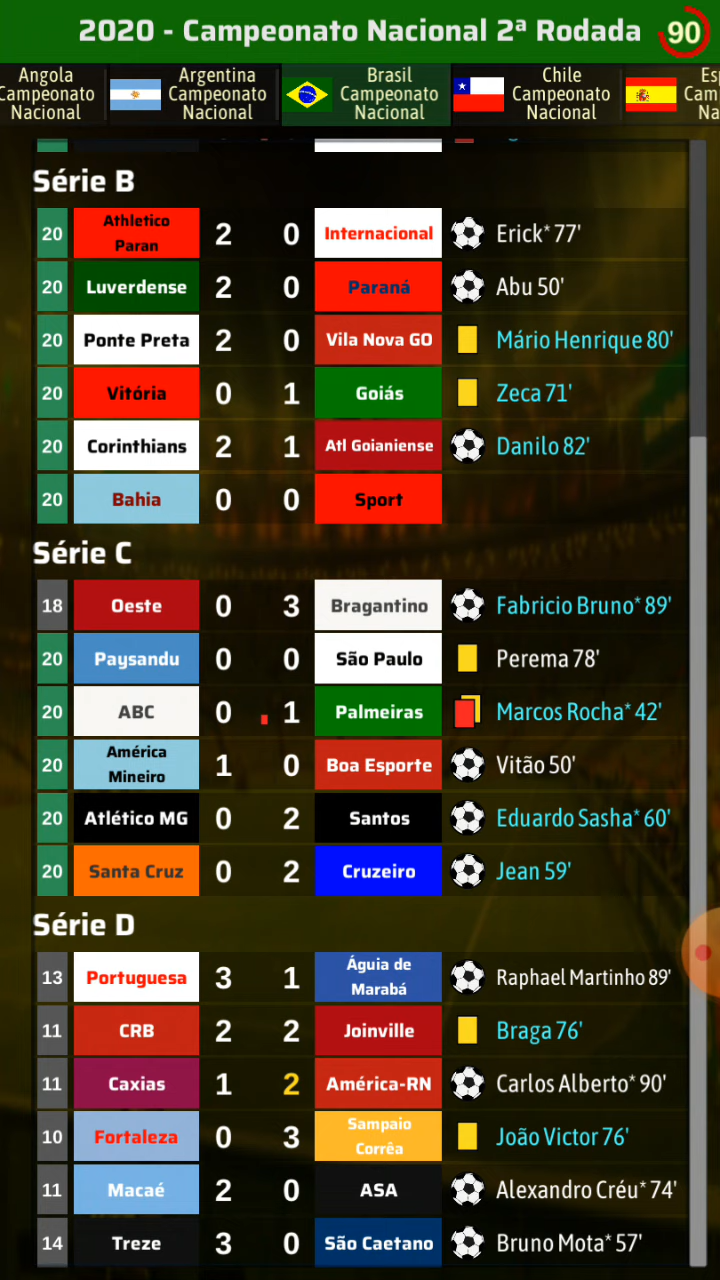 2020 - Campeonato Nacional 2ª Rodada 90
Angola Campeonato Nacional
Argentina Campeonato Nacional
Brasil Campeonato Nacional
Chile Campeonato Nacional
Série B
20 Athletico Paran 2 0 Internacional Erick* 77'
20 Luverdense 2 0 Paraná Abu 50'
20 Ponte Preta 2 0 Vila Nova GO Mário Henrique 80'
20 Vitória 0 1 Goiás Zeca 71'
20 Corinthians 2 1 Atl Goianiense Danilo 82'
20 Bahia 0 0 Sport
Série C
18 Oeste 0 3 Bragantino Fabricio Bruno* 89'
20 Paysandu 0 0 São Paulo Perema 78'
20 ABC 0 1 Palmeiras Marcos Rocha* 42'
20 América Mineiro 1 0 Boa Esporte Vitão 50'
20 Atlético MG 0 2 Santos Eduardo Sasha* 60'
20 Santa Cruz 0 2 Cruzeiro Jean 59'
Série D
13 Portuguesa 3 1 Águia de Marabá Raphael Martinho 89'
11 CRB 2 2 Joinville Braga 76'
11 Caxias 1 2 América-RN Carlos Alberto* 90'
10 Fortaleza 0 3 Sampaio Corrêa João Victor 76'
11 Macaé 2 0 ASA Alexandro Créu* 74'
14 Treze 3 0 São Caetano Bruno Mota* 57'